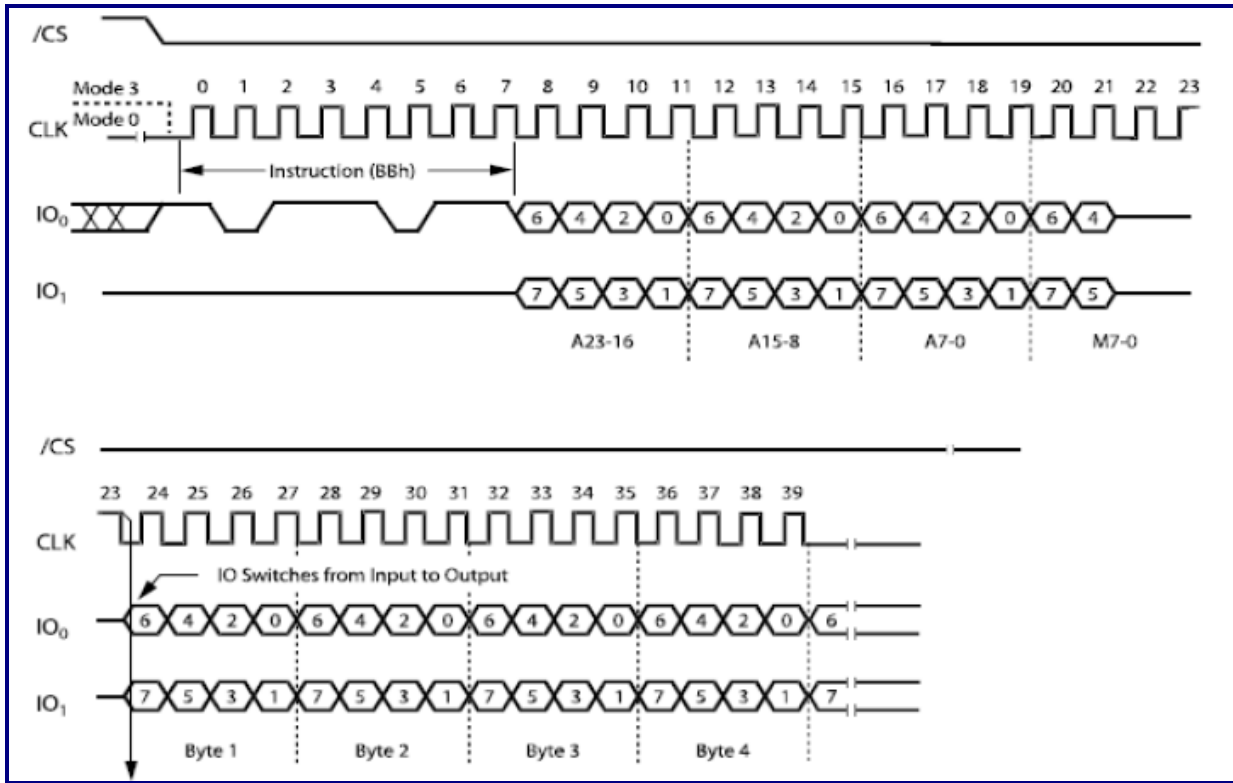 /CS
Mode 3 0 1 2 3 4 5 6 7 8 9 10 11 12 13 14 15 16 17 18 19 20 21 22 23
CLK Mode 0
Instruction (BBh)
IO₀ 6 4 2 0 6 4 2 0 6 4 2 0 6 4
IO₁ 7 5 3 1 7 5 3 1 7 5 3 1 7 5
A23-16 A15-8 A7-0 M7-0
/CS
23 24 25 26 27 28 29 30 31 32 33 34 35 36 37 38 39
CLK
IO Switches from Input to Output
IO₀ 6 4 2 0 6 4 2 0 6 4 2 0 6 4 2 0 6
IO₁ 7 5 3 1 7 5 3 1 7 5 3 1 7 5 3 1 7
Byte 1 Byte 2 Byte 3 Byte 4